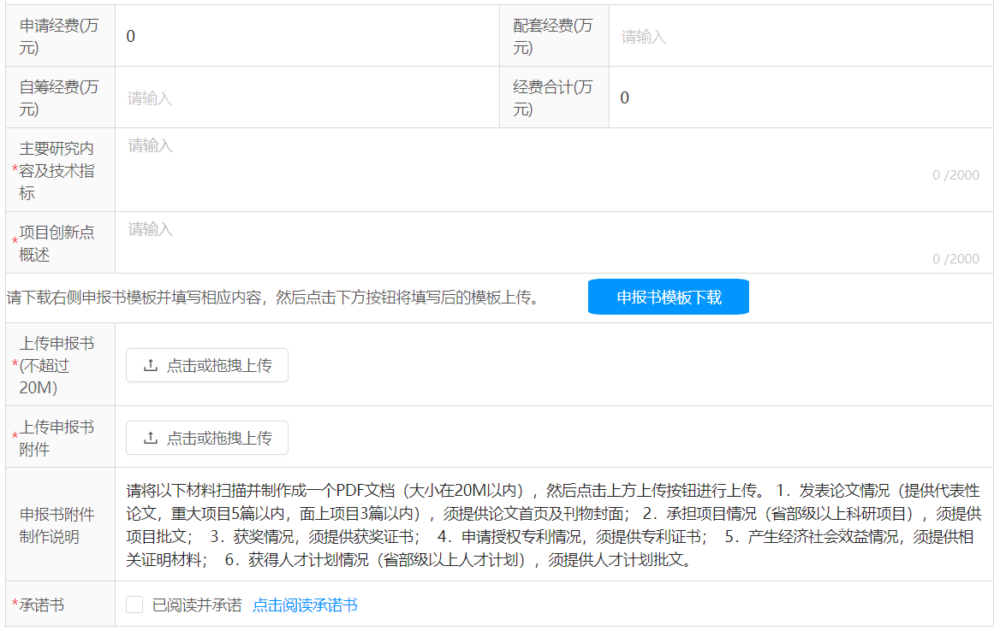 申请经费(万
元)
0
配套经费(万
元)
请输入
自筹经费(万
元)
请输入
经费合计(万
元)
0
主要研究内
*容及技术指
标
请输入
0 /2000
*项目创新点
概述
请输入
0 /2000
请下载右侧申报书模板并填写相应内容，然后点击下方按钮将填写后的模板上传。
申报书模板下载
上传申报书
*(不超过
20M）
点击或拖拽上传
*上传申报书
附件
点击或拖拽上传
申报书附件
制作说明
请将以下材料扫描并制作成一个PDF文档（大小在20M以内），然后点击上方上传按钮进行上传。 1．发表论文情况（提供代表性
论文，重大项目5篇以内，面上项目3篇以内），须提供论文首页及刊物封面； 2．承担项目情况（省部级以上科研项目），须提供
项目批文； 3．获奖情况，须提供获奖证书； 4．申请授权专利情况，须提供专利证书； 5．产生经济社会效益情况，须提供相
关证明材料； 6．获得人才计划情况（省部级以上人才计划），须提供人才计划批文。
*承诺书
已阅读并承诺 点击阅读承诺书